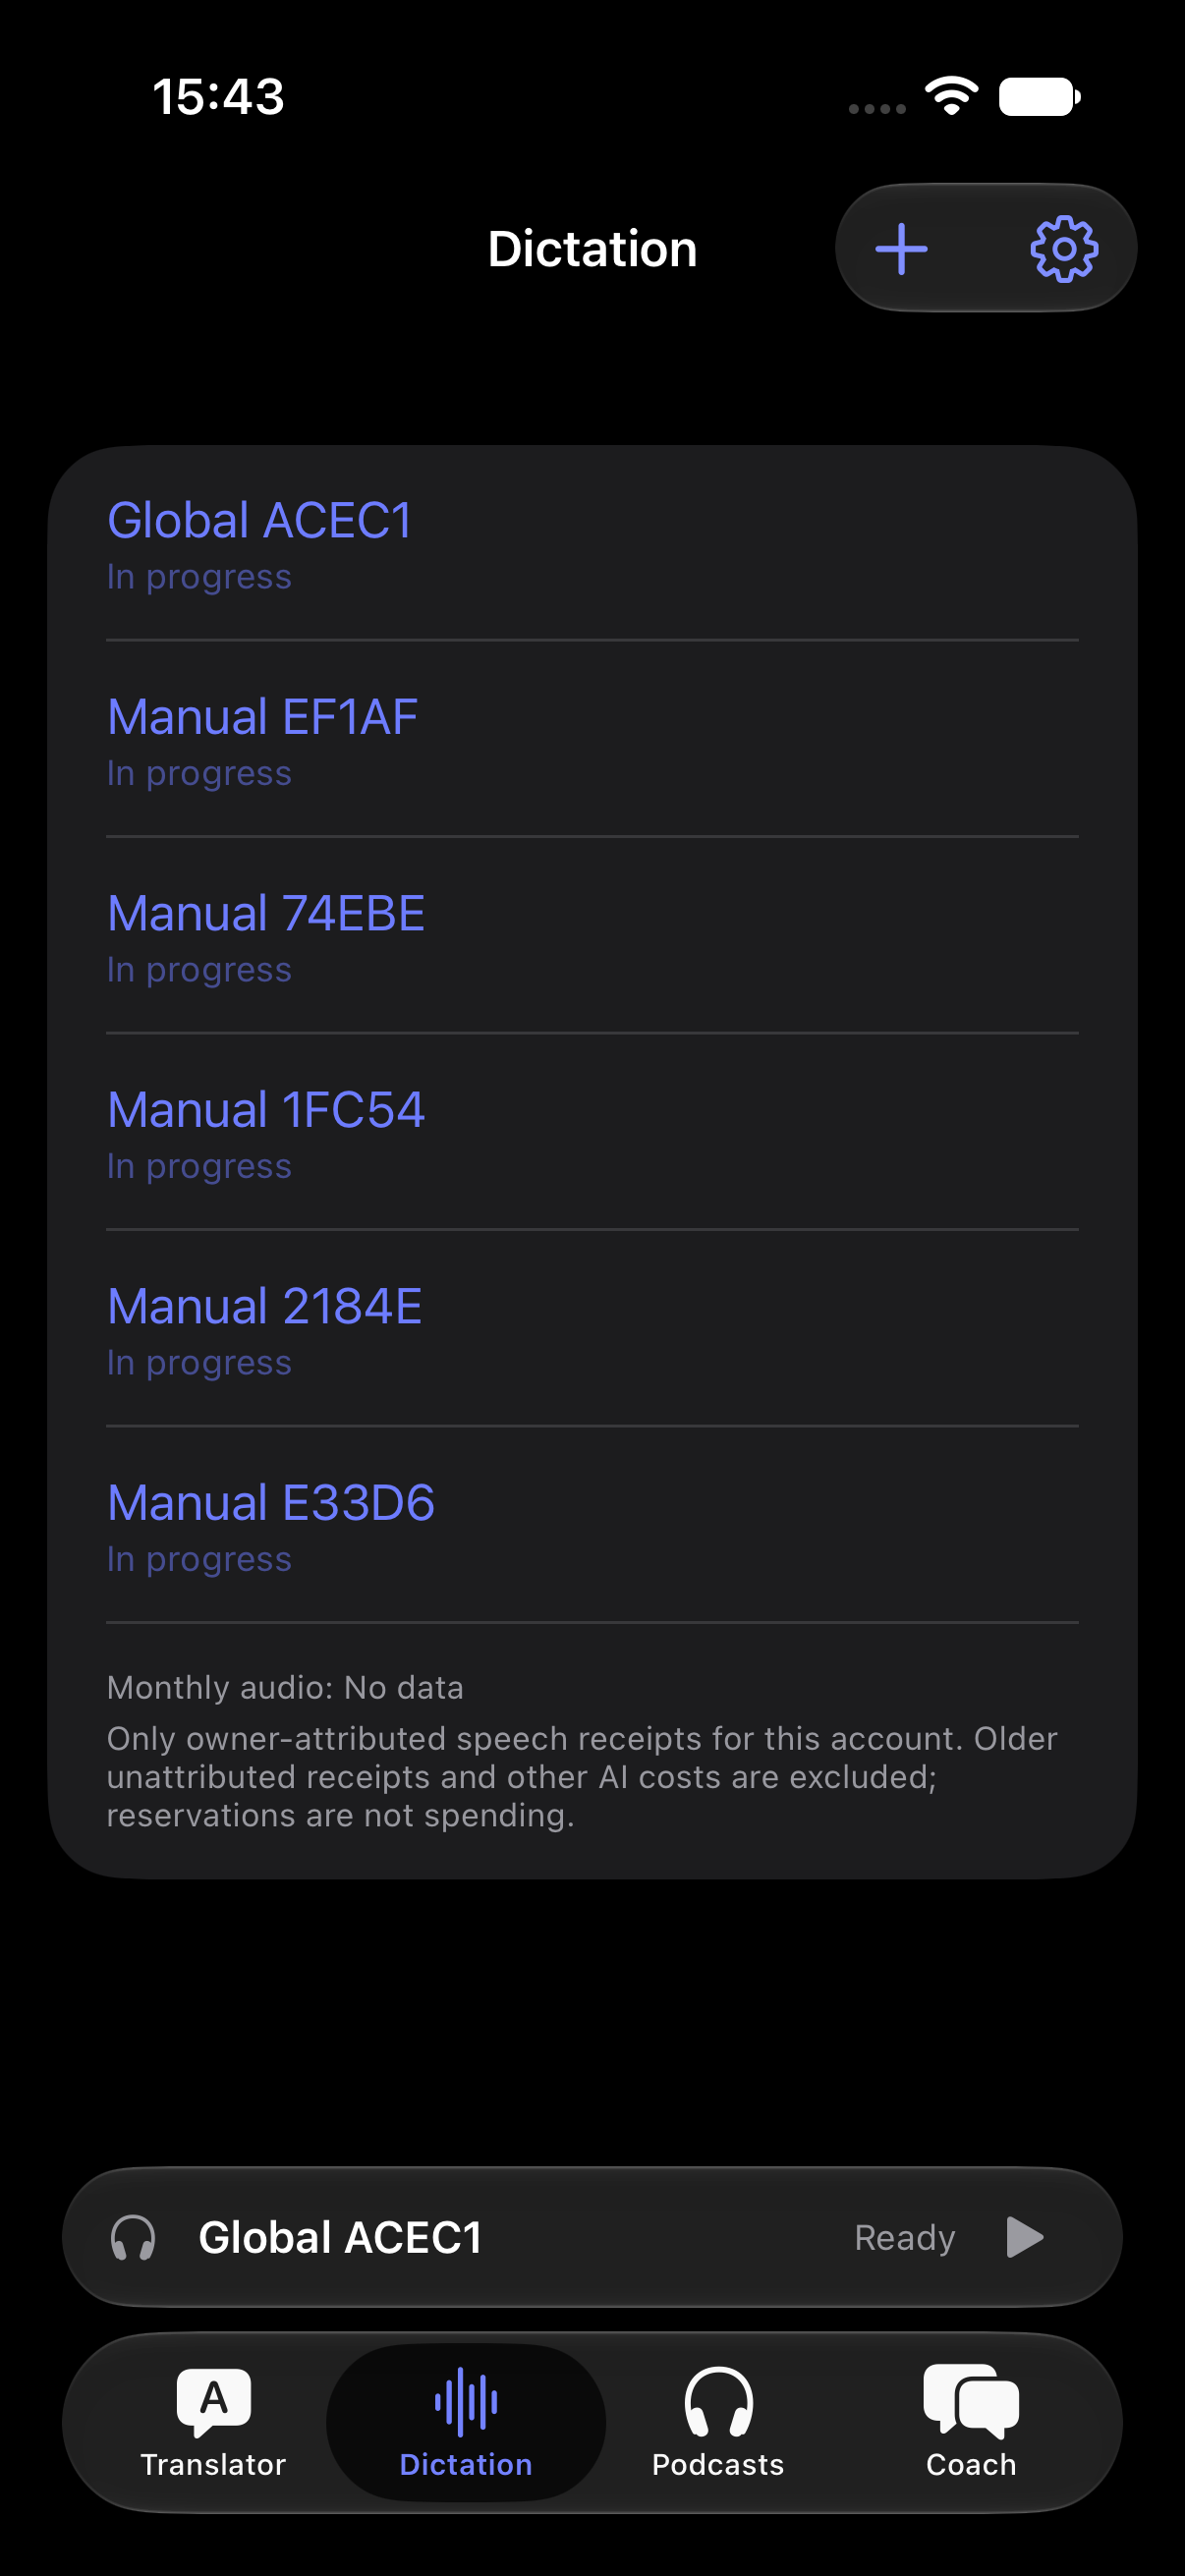 15:43
Dictation
Global ACEC1
In progress
Manual EF1AF
In progress
Manual 74EBE
In progress
Manual 1FC54
In progress
Manual 2184E
In progress
Manual E33D6
In progress
Monthly audio: No data
Only owner-attributed speech receipts for this account. Older
unattributed receipts and other AI costs are excluded;
reservations are not spending.
Global ACEC1 Ready
A
Translator Dictation Podcasts Coach